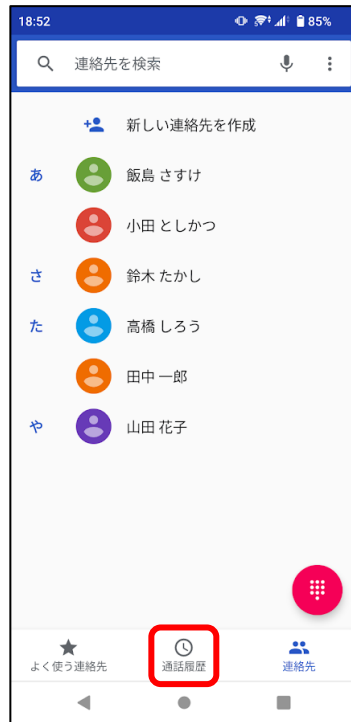 18:52 85%
連絡先を検索
新しい連絡先を作成
あ 飯島 さすけ
小田 としかつ
さ 鈴木 たかし
た 高橋 しろう
田中 一郎
や 山田 花子
よく使う連絡先 通話履歴 連絡先